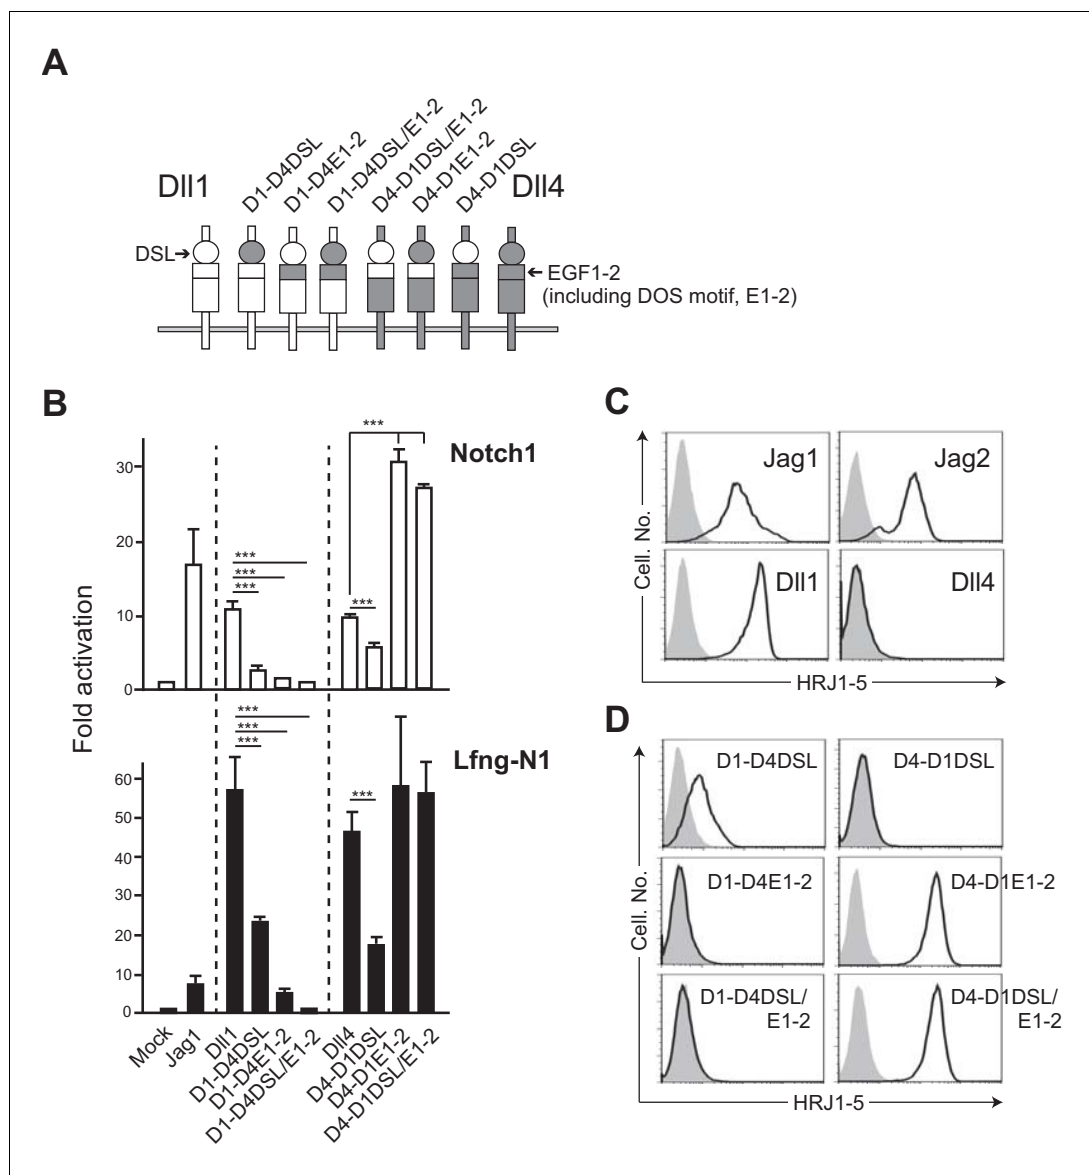 A
Dll1
D1-D4DSL
D1-D4E1-2
D1-D4DSL/E1-2
D4-D1DSL/E1-2
D4-D1E1-2
D4-D1DSL
Dll4
DSL
EGF1-2
(including DOS motif, E1-2)
B
Fold activation
Notch1
30
20
10
0
***
***
***
***
***
Lfng-N1
60
50
40
30
20
10
0
***
***
***
***
Mock
Jag1
Dll1
D1-D4DSL
D1-D4E1-2
D1-D4DSL/E1-2
Dll4
D4-D1DSL
D4-D1E1-2
D4-D1DSL/E1-2
C
Cell. No.
Jag1
Jag2
Dll1
Dll4
HRJ1-5
D
Cell. No.
D1-D4DSL
D4-D1DSL
D1-D4E1-2
D4-D1E1-2
D1-D4DSL/
E1-2
D4-D1DSL/
E1-2
HRJ1-5